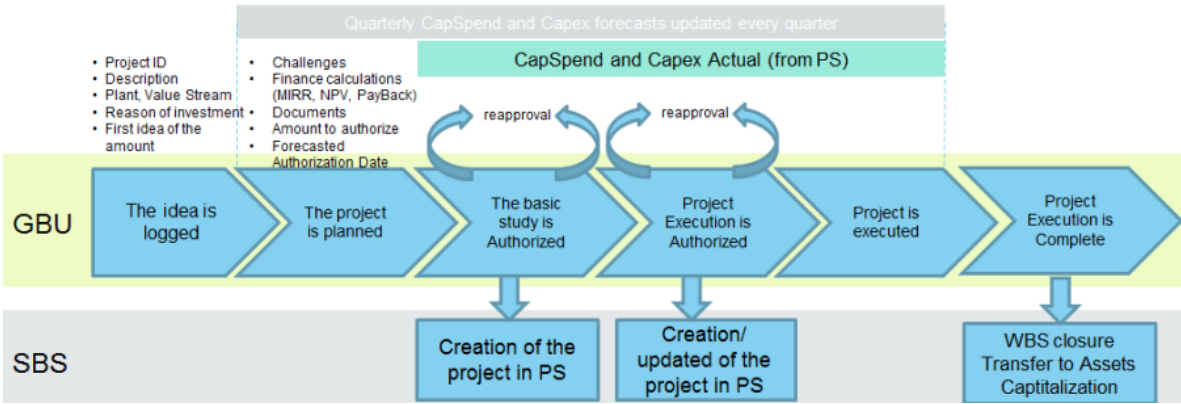 Quarterly CapSpend and Capex forecasts updated every quarter
CapSpend and Capex Actual (from PS)
• Project ID
• Description
• Plant, Value Stream
• Reason of investment
• First idea of the
amount
• Challenges
• Finance calculations
(MIRR, NPV, PayBack)
• Documents
• Amount to authorize
• Forecasted
Authorization Date
reapproval
reapproval
GBU
The idea is
logged
The project
is planned
The basic
study is
Authorized
Project
Execution is
Authorized
Project is
executed
Project
Execution is
Complete
SBS
Creation of the
project in PS
Creation/
updated of the
project in PS
WBS closure
Transfer to Assets
Captitalization